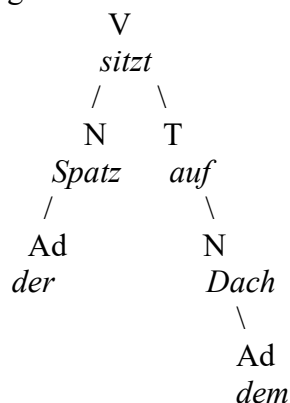 g
V
sitzt
/ \
N T
Spatz auf
/ \
Ad N
der Dach
\
Ad
dem